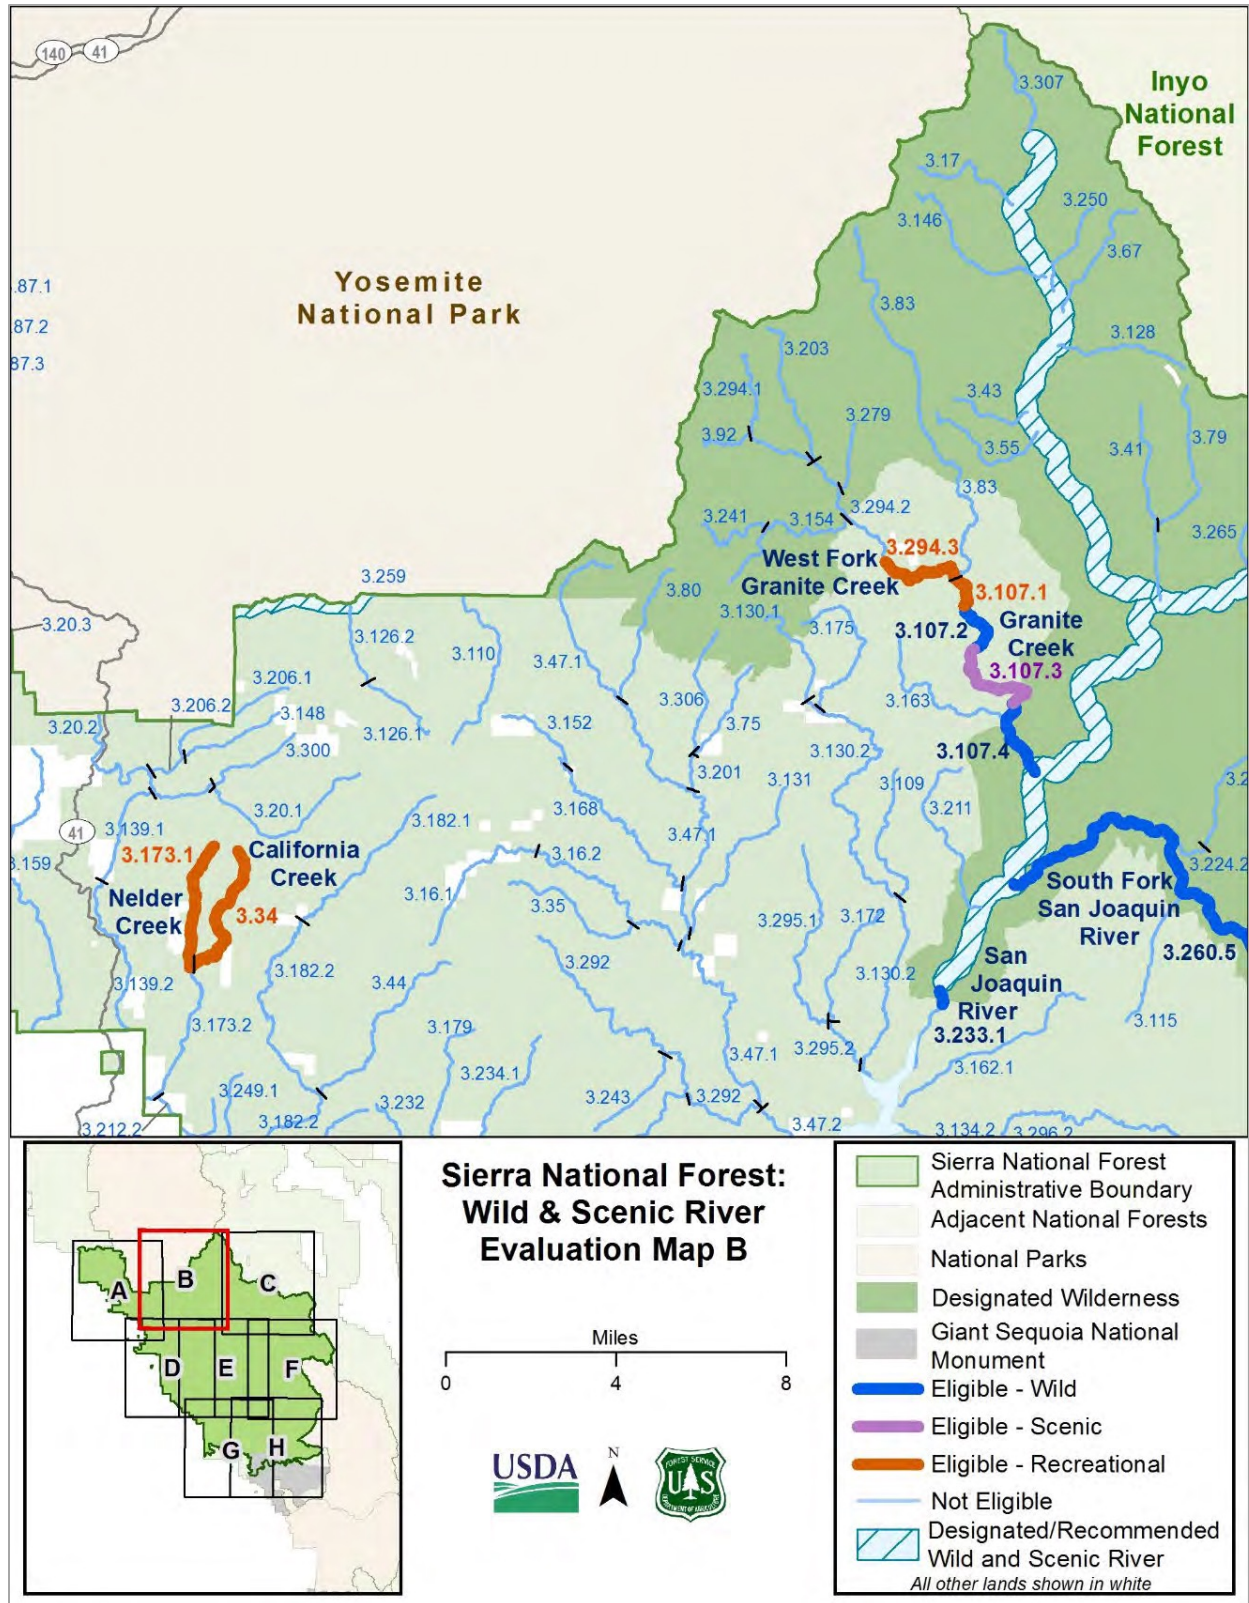 140
41
Inyo
National
Forest
3.307
3.17
3.250
3.146
3.67
Yosemite
National Park
.87.1
87.2
87.3
3.83
3.128
3.203
3.294.1
3.43
3.279
3.92
3.55
3.41
3.79
3.83
3.294.2
3.241
3.154
3.265
3.294.3
West Fork
Granite Creek
3.259
3.80
3.107.1
3.130.1
3.20.3
3.175
3.107.2
Granite
Creek
3.126.2
3.110
3.47.1
3.107.3
3.206.1
3.206.2
3.306
3.163
3.148
3.75
3.20.2
3.152
3.126.1
3.300
3.130.2
3.107.4
3.201
3.131
3.109
3.2
3.20.1
3.168
3.211
3.182.1
41
3.139.1
3.47.1
3.173.1
California
Creek
3.16.2
3.159
3.224.2
South Fork
San Joaquin
River
Nelder
Creek
3.34
3.16.1
3.35
3.295.1
3.172
3.260.5
3.292
San
Joaquin
River
3.182.2
3.139.2
3.44
3.130.2
3.173.2
3.179
3.115
3.233.1
3.47.1
3.295.2
3.162.1
3.234.1
3.249.1
3.243
3.292
3.232
3.212.2
3.182.2
3.47.2
3.134.2
3.296.2
A
B
C
D
E
F
G
H
Sierra National Forest:
Wild & Scenic River
Evaluation Map B
Miles
0 4 8
USDA
N
FOREST SERVICE
U S
DEPARTMENT OF AGRICULTURE
Sierra National Forest
Administrative Boundary
Adjacent National Forests
National Parks
Designated Wilderness
Giant Sequoia National
Monument
Eligible - Wild
Eligible - Scenic
Eligible - Recreational
Not Eligible
Designated/Recommended
Wild and Scenic River
All other lands shown in white